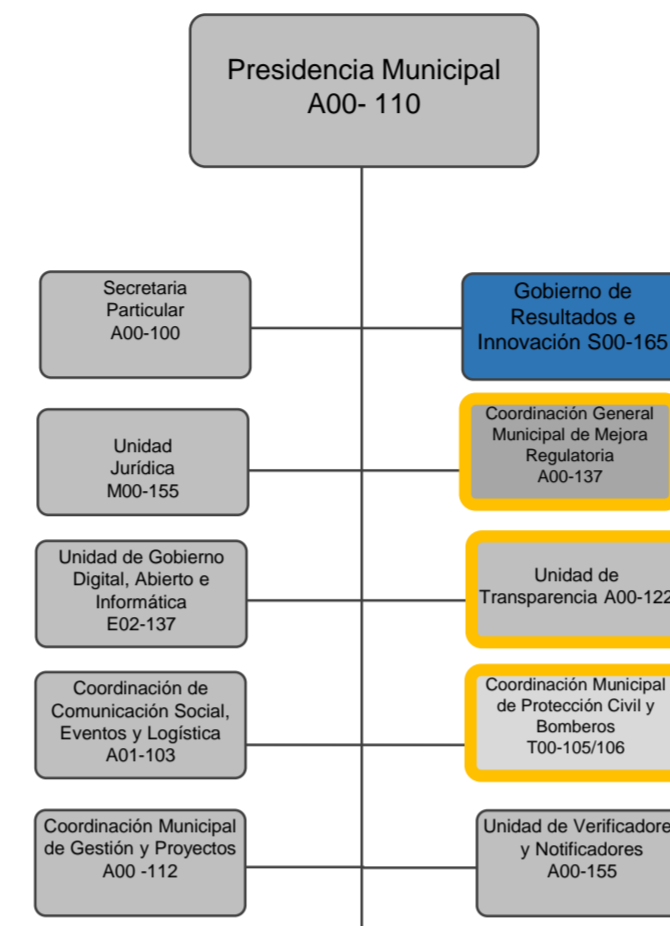 Presidencia Municipal
A00- 110
Secretaria
Particular
A00-100
Gobierno de
Resultados e
Innovación S00-165
Unidad
Jurídica
M00-155
Coordinación General
Municipal de Mejora
Regulatoria
A00-137
Unidad de Gobierno
Digital, Abierto e
Informática
E02-137
Unidad de
Transparencia A00-122
Coordinación de
Comunicación Social,
Eventos y Logística
A01-103
Coordinación Municipal
de Protección Civil y
Bomberos
T00-105/106
Coordinación Municipal
de Gestión y Proyectos
A00 -112
Unidad de Verificadore
y Notificadores
A00-155